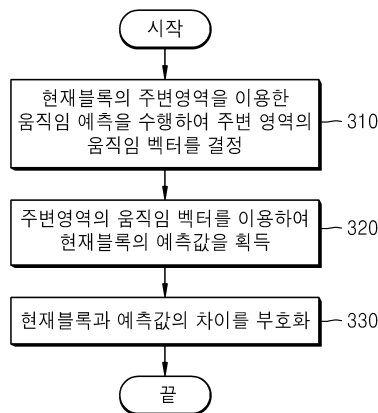 시작
현재블록의 주변영역을 이용한
움직임 예측을 수행하여 주변 영역의
움직임 벡터를 결정
310
주변영역의 움직임 벡터를 이용하여
현재블록의 예측값을 획득
320
현재블록과 예측값의 차이를 부호화
330
끝